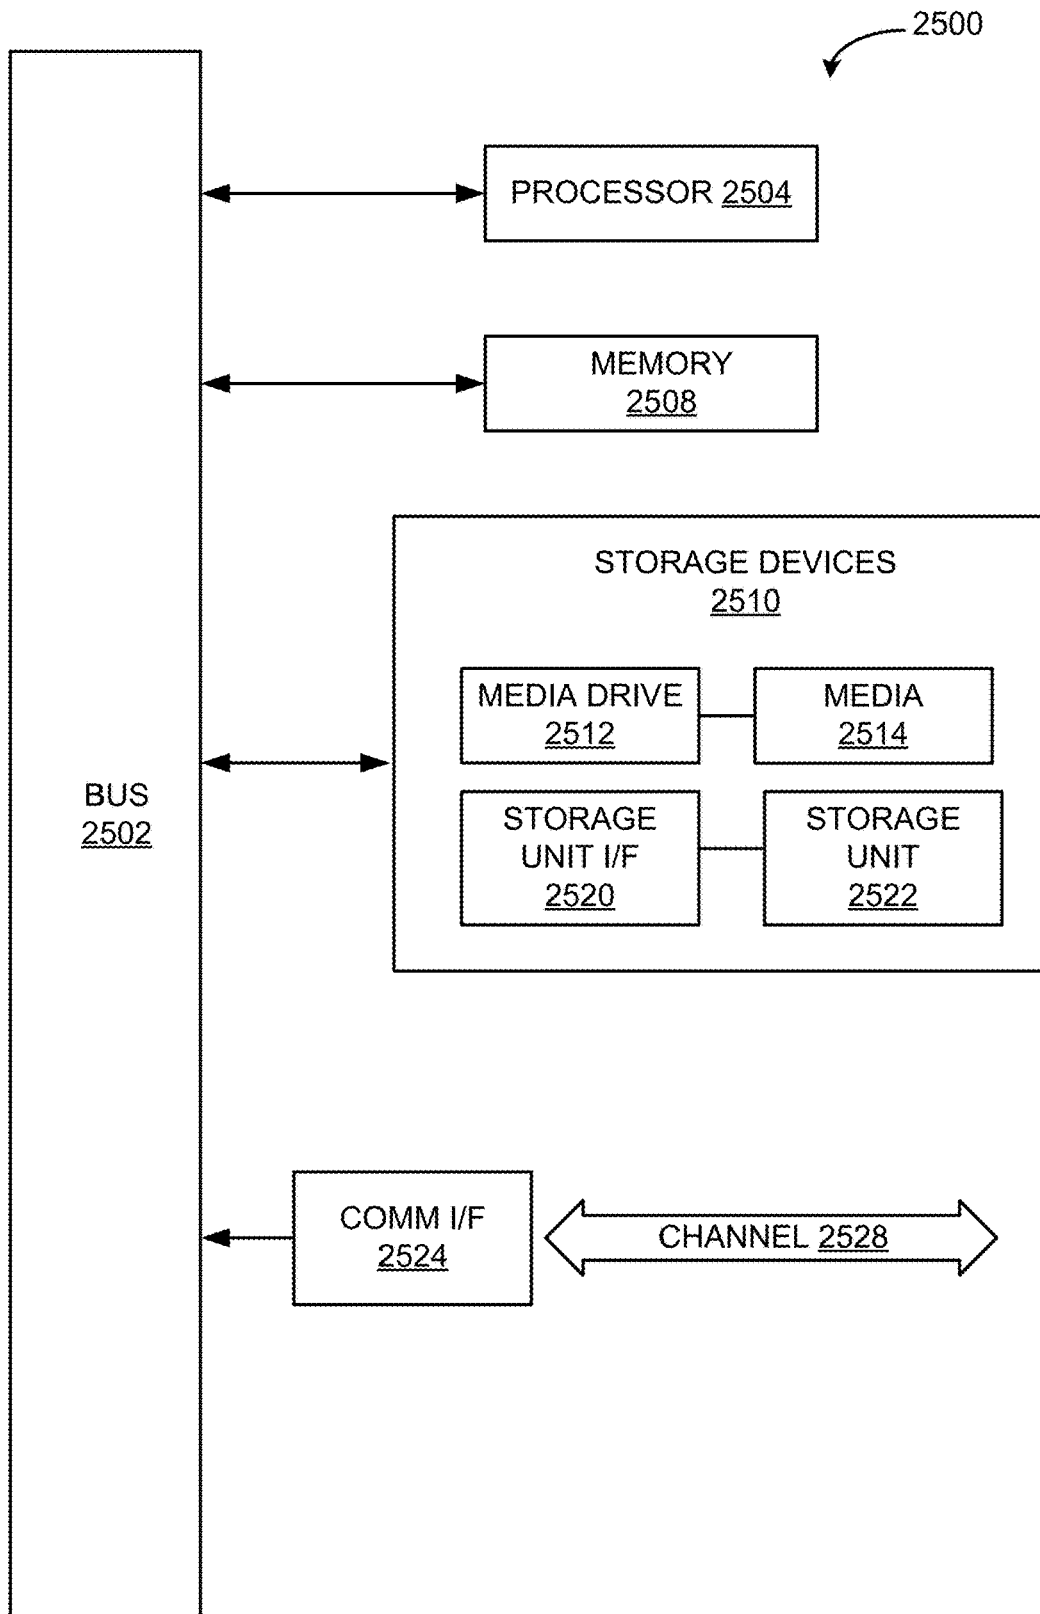 2500
PROCESSOR 2504
MEMORY
2508
STORAGE DEVICES
2510
MEDIA DRIVE
2512
MEDIA
2514
BUS
2502
STORAGE
UNIT I/F
2520
STORAGE
UNIT
2522
COMM I/F
2524
CHANNEL 2528